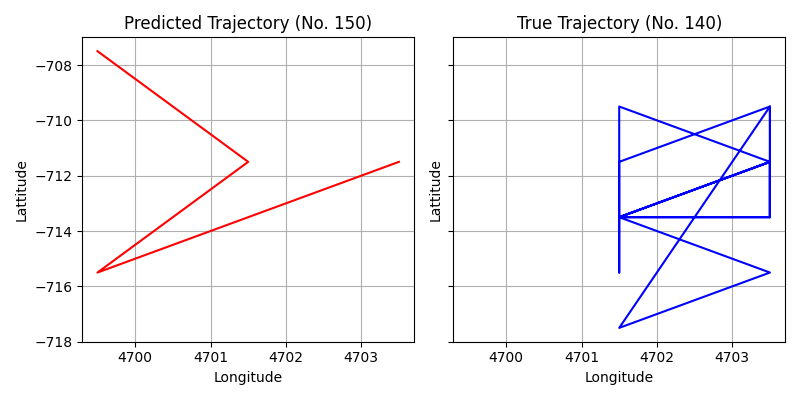 Predicted Trajectory (No. 150)
True Trajectory (No. 140)
Lattitude
−708
−710
−712
−714
−716
−718
4700
4701
4702
4703
Longitude
Lattitude
4700
4701
4702
4703
Longitude